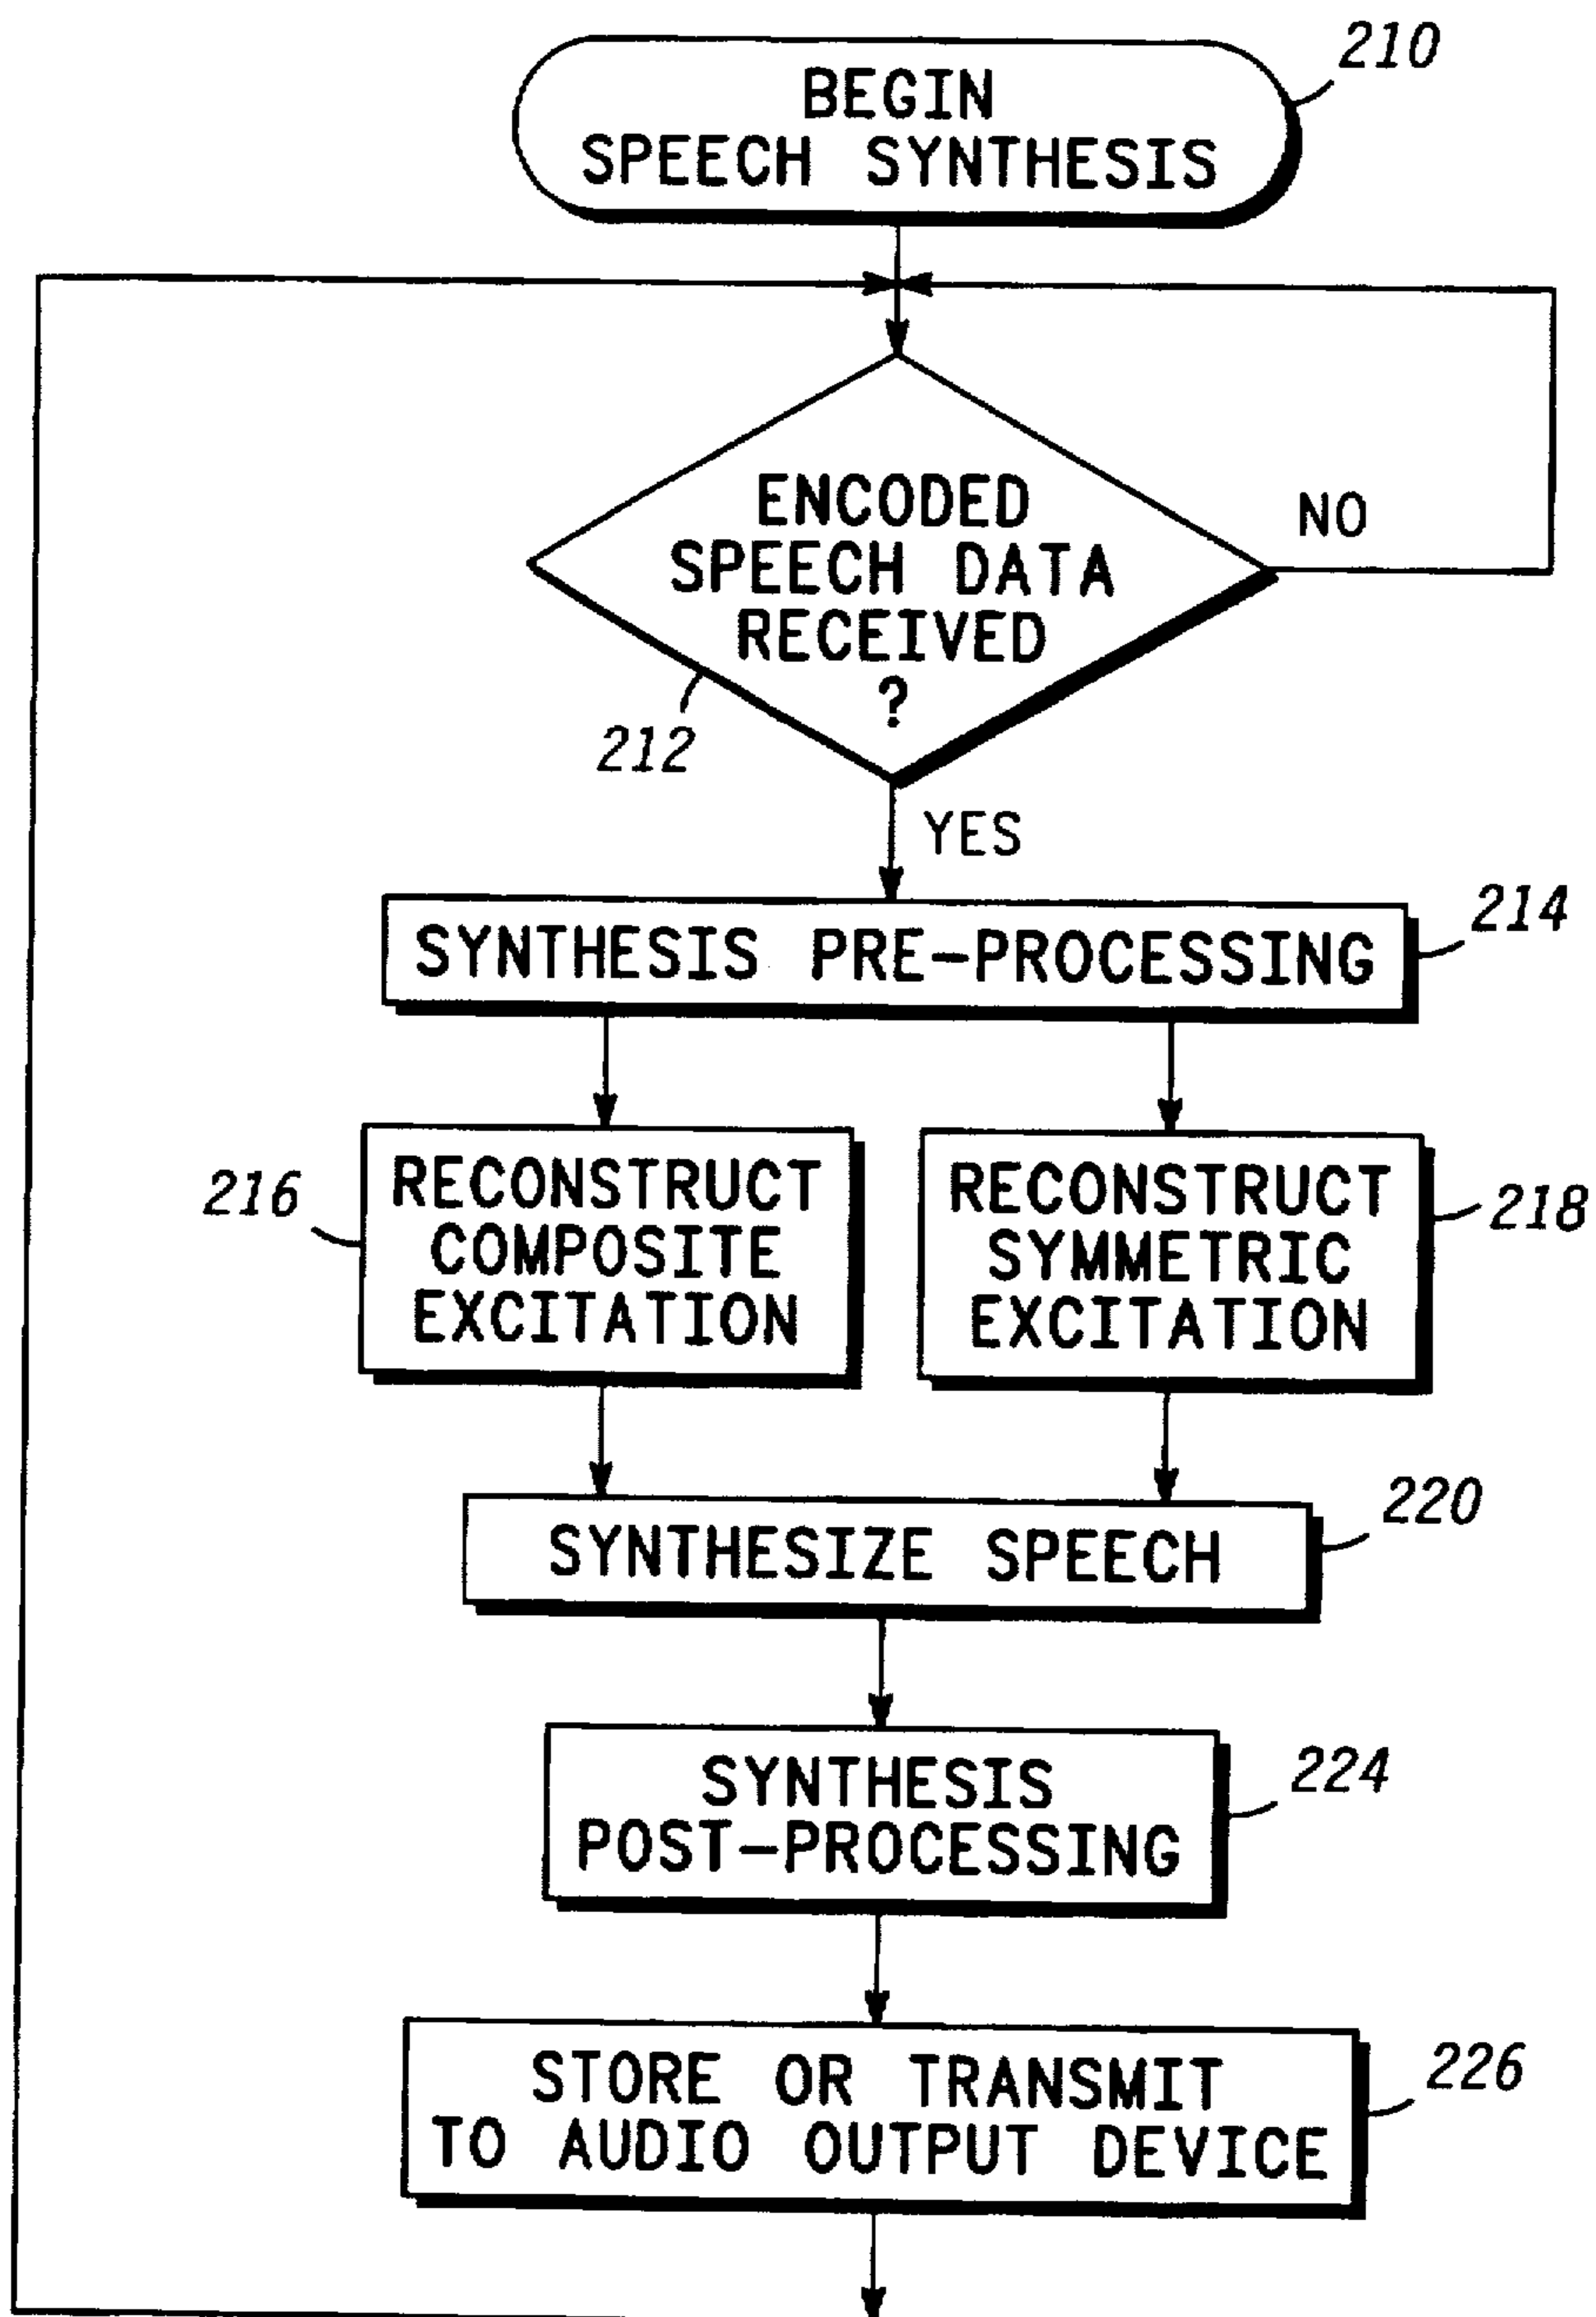 210
BEGIN
SPEECH SYNTHESIS
ENCODED
SPEECH DATA
RECEIVED
?
NO
212
YES
214
SYNTHESIS PRE-PROCESSING
216
RECONSTRUCT
COMPOSITE
EXCITATION
RECONSTRUCT
SYMMETRIC
EXCITATION
218
220
SYNTHESIZE SPEECH
224
SYNTHESIS
POST-PROCESSING
226
STORE OR TRANSMIT
TO AUDIO OUTPUT DEVICE